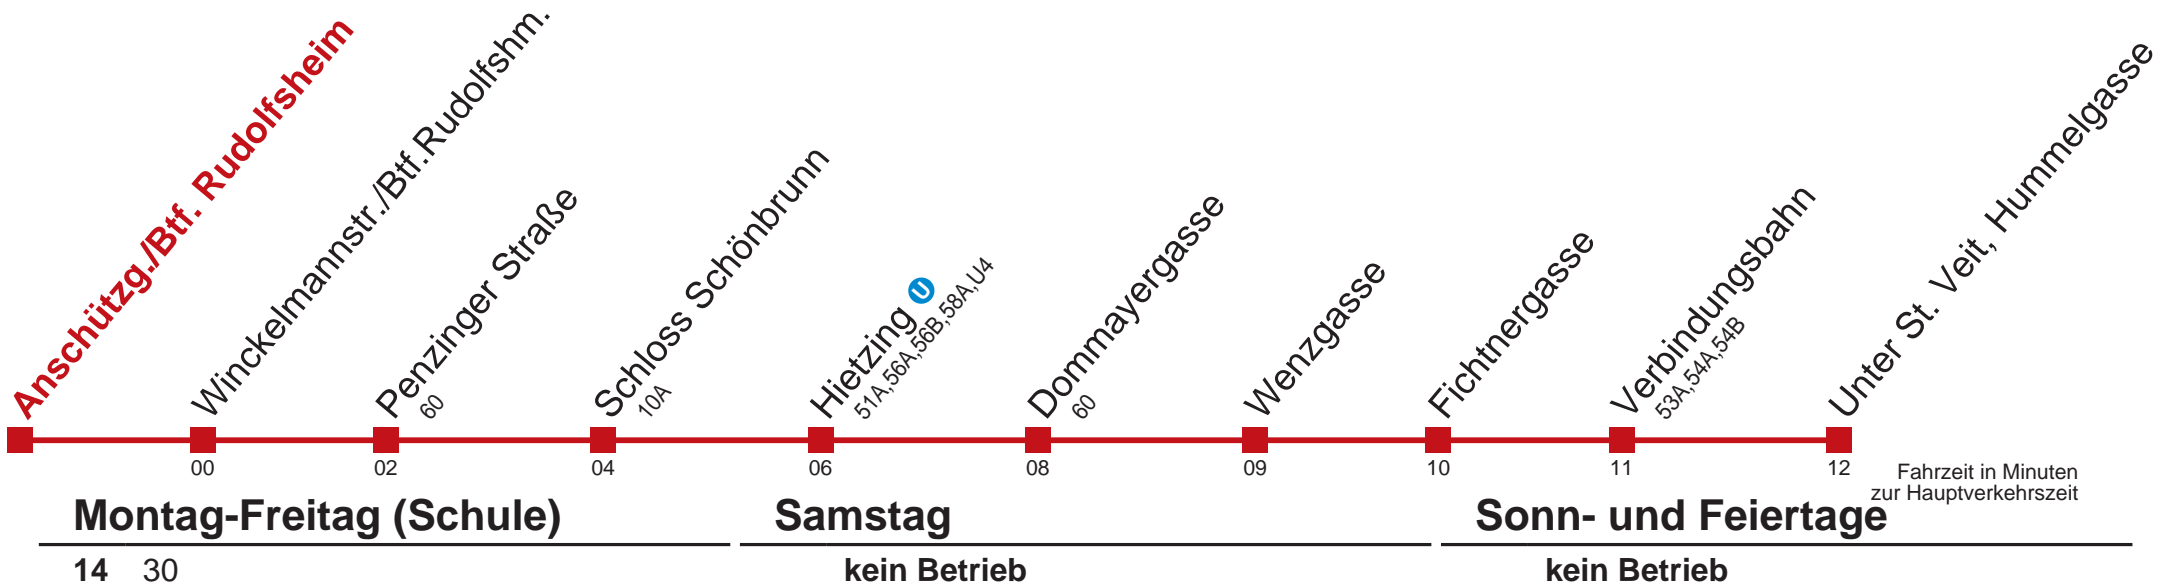 Anschützg./Btf. Rudolfsheim
Winckelmannstr./Btf.Rudolfshm.
Penzinger Straße
60
Schloss Schönbrunn
10A
Hietzing U
51A,56A,56B,58A,U4
Dommayergasse
60
Wenzgasse
Fichtnergasse
Verbindungsbahn
53A,54A,54B
Unter St. Veit, Hummelgasse
00 02 04 06 08 09 10 11 12
Fahrzeit in Minuten
zur Hauptverkehrszeit
Montag-Freitag (Schule) Samstag Sonn- und Feiertage
14 30 kein Betrieb kein Betrieb